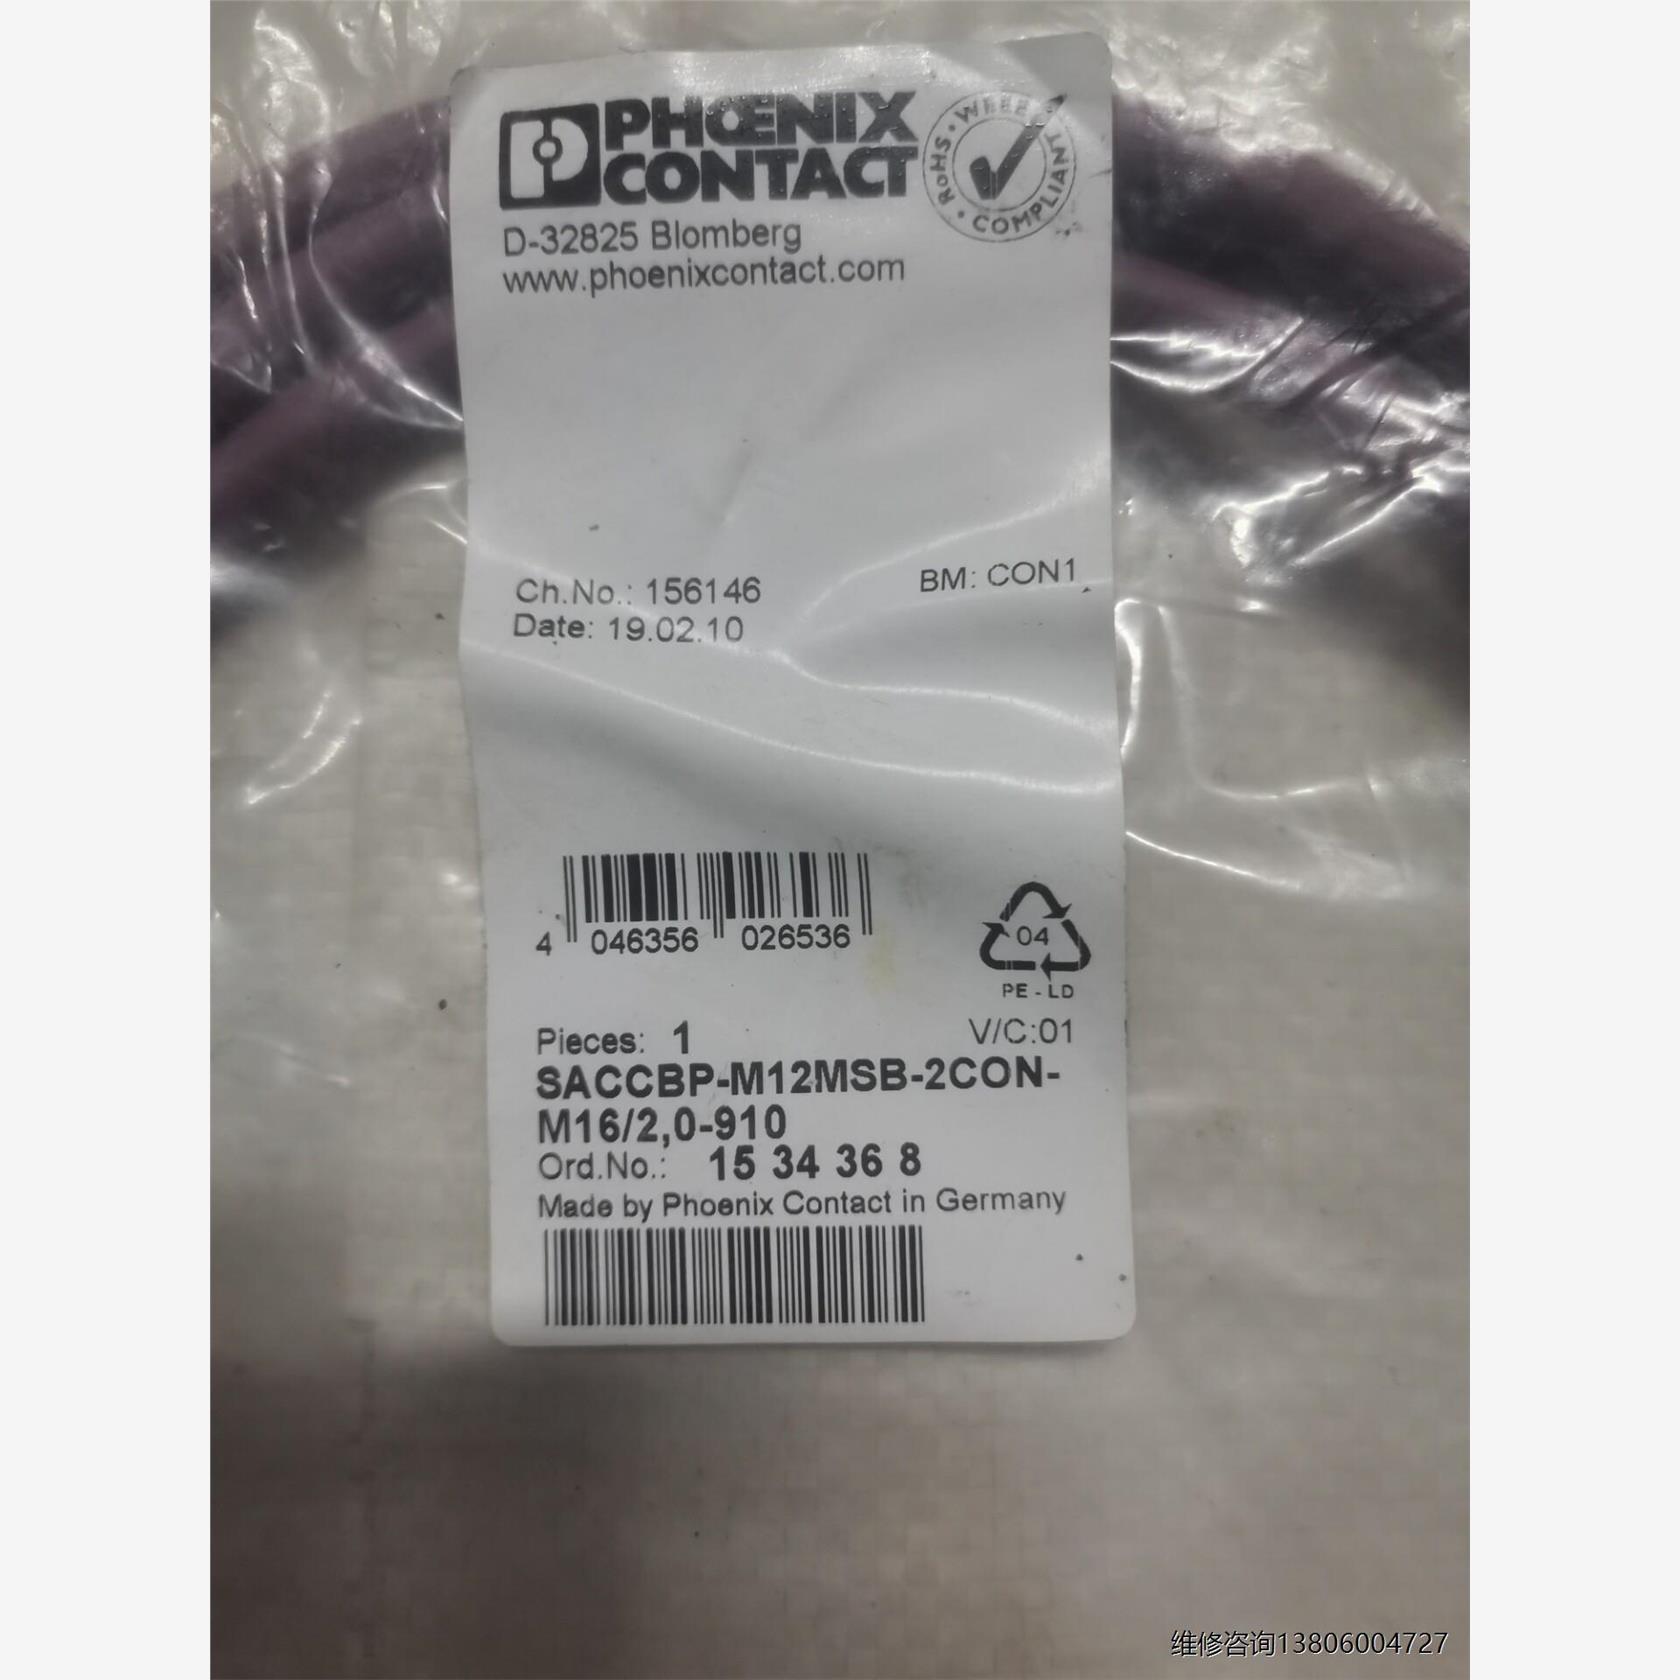 PHŒNIX
CONTACT
RoHS • WEEE • COMPLIANT
D-32825 Blomberg
www.phoenixcontact.com
Ch.No.: 156146
BM: CON1
Date: 19.02.10
4 046356 026536
04
PE - LD
Pieces: 1
V/C:01
SACCBP-M12MSB-2CON-
M16/2,0-910
Ord.No.: 15 34 36 8
Made by Phoenix Contact in Germany
维修咨询13806004727